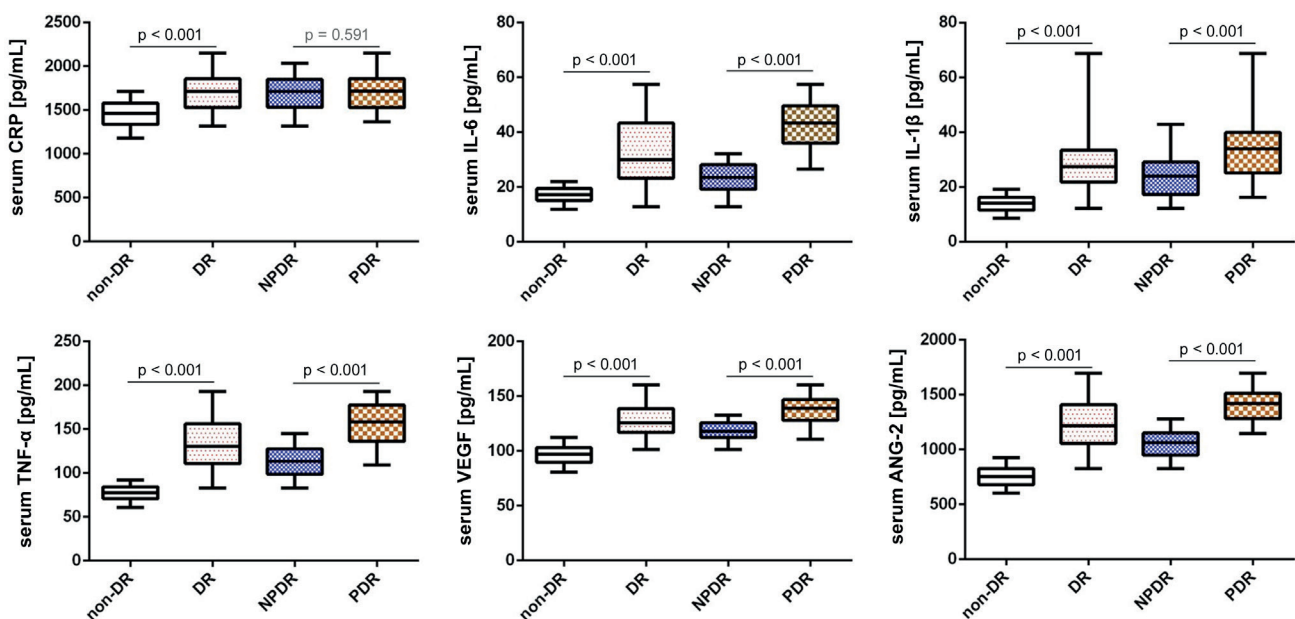 serum CRP [pg/mL]
2500
2000
1500
1000
500
0
p < 0.001
p = 0.591
non-DR
DR
NPDR
PDR
serum IL-6 [pg/mL]
80
60
40
20
0
p < 0.001
p < 0.001
non-DR
DR
NPDR
PDR
serum IL-1β [pg/mL]
80
60
40
20
0
p < 0.001
p < 0.001
non-DR
DR
NPDR
PDR
serum TNF-α [pg/mL]
250
200
150
100
50
0
p < 0.001
p < 0.001
non-DR
DR
NPDR
PDR
serum VEGF [pg/mL]
200
150
100
50
0
p < 0.001
p < 0.001
non-DR
DR
NPDR
PDR
serum ANG-2 [pg/mL]
2000
1500
1000
500
0
p < 0.001
p < 0.001
non-DR
DR
NPDR
PDR